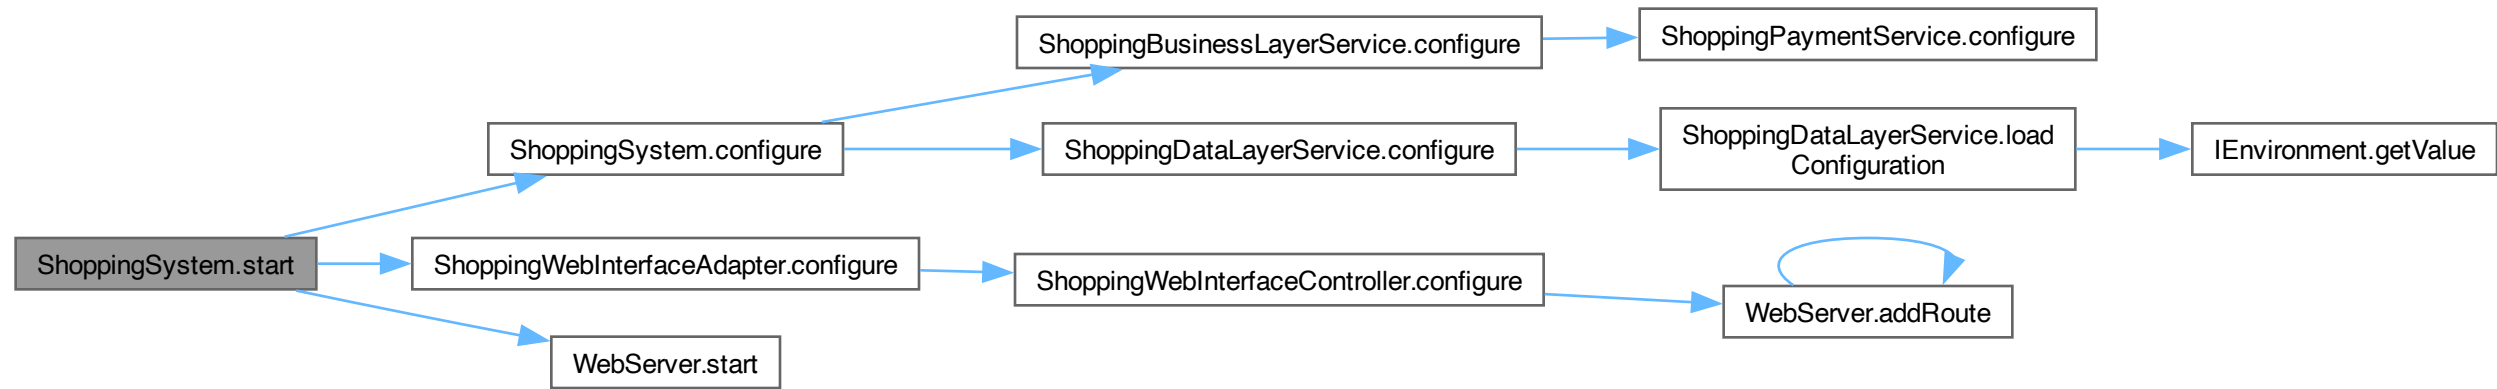 ShoppingBusinessLayerService.configure
ShoppingPaymentService.configure
ShoppingSystem.configure
ShoppingDataLayerService.configure
ShoppingDataLayerService.load
Configuration
IEnvironment.getValue
ShoppingSystem.start
ShoppingWebInterfaceAdapter.configure
ShoppingWebInterfaceController.configure
WebServer.addRoute
WebServer.start